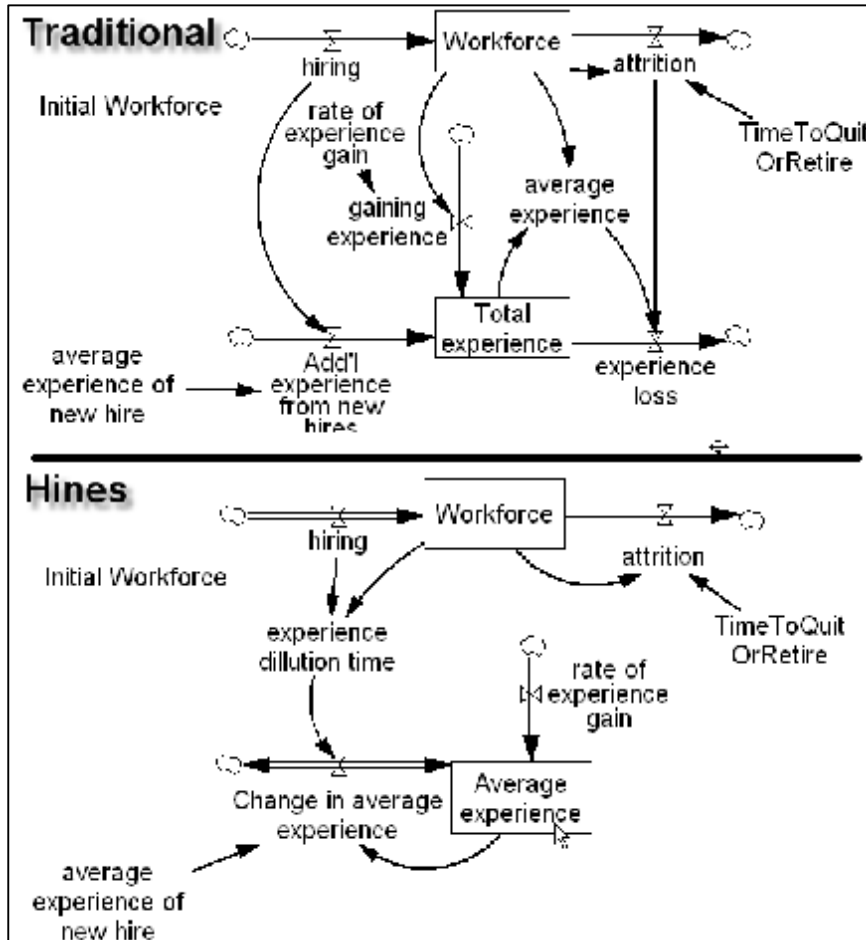 Traditional
Workforce
hiring
attrition
Initial Workforce
rate of
experience
gain
TimeToQuit
OrRetire
gaining
experience
average
experience
Total
experience
average
experience of
new hire
Add'l
experience
from new
hires
experience
loss
Hines
Workforce
hiring
attrition
Initial Workforce
experience
dillution time
TimeToQuit
OrRetire
rate of
experience
gain
Change in average
experience
Average
experience
average
experience of
new hire